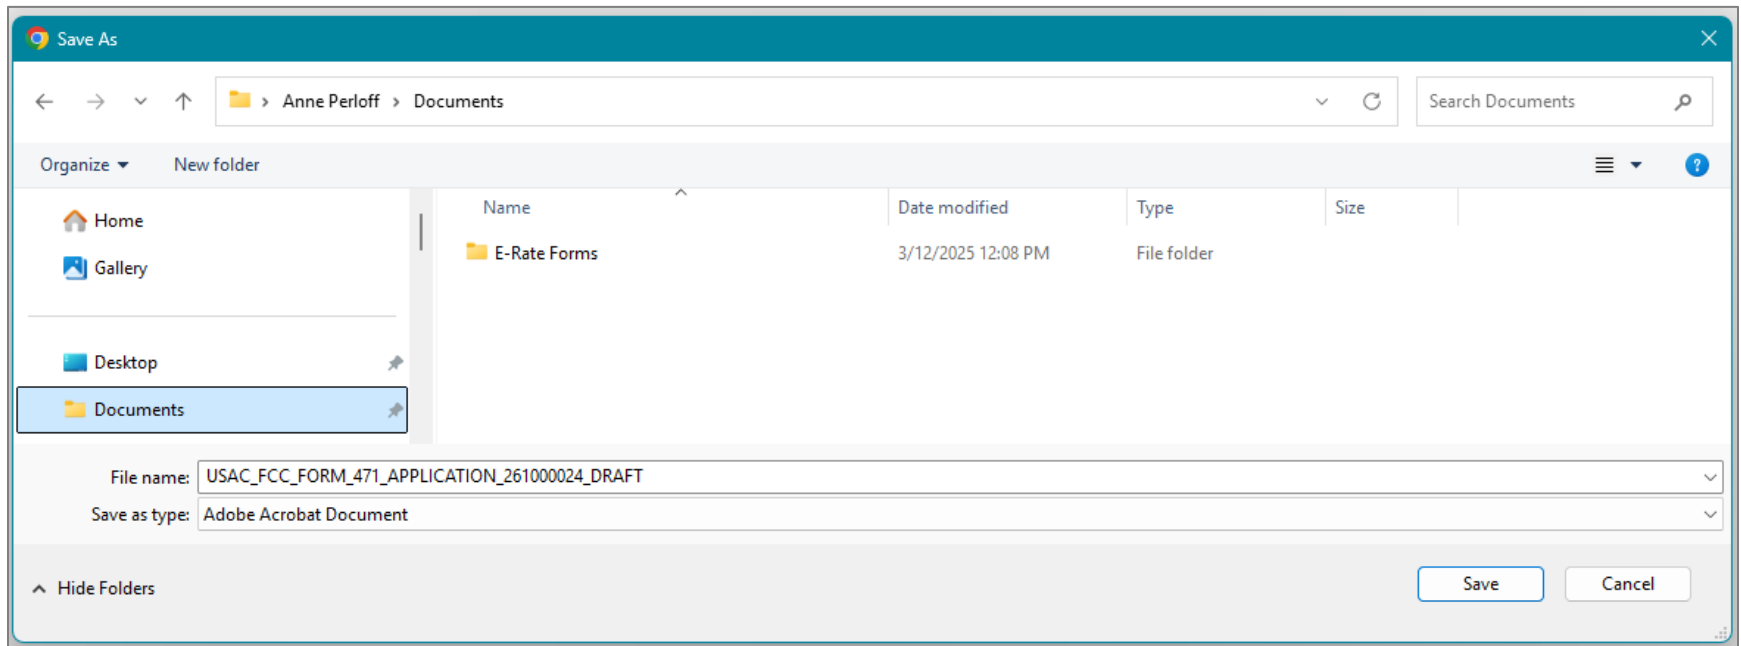 Save As
Anne Perloff > Documents
Search Documents
Organize
New folder
?
Home
Gallery
Desktop
Documents
Name
Date modified
Type
Size
E-Rate Forms
3/12/2025 12:08 PM
File folder
File name: USAC_FCC_FORM_471_APPLICATION_261000024_DRAFT
Save as type: Adobe Acrobat Document
Hide Folders
Save
Cancel